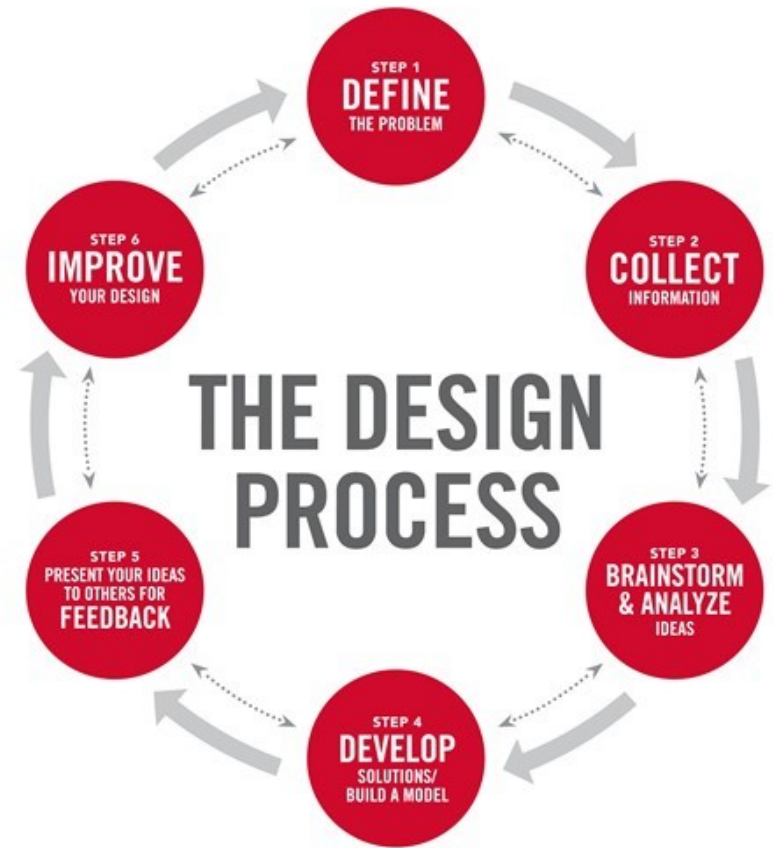 STEP 1
DEFINE
THE PROBLEM
STEP 2
COLLECT
INFORMATION
STEP 3
BRAINSTORM
& ANALYZE
IDEAS
STEP 4
DEVELOP
SOLUTIONS/
BUILD A MODEL
STEP 5
PRESENT YOUR IDEAS
TO OTHERS FOR
FEEDBACK
STEP 6
IMPROVE
YOUR DESIGN
THE DESIGN
PROCESS